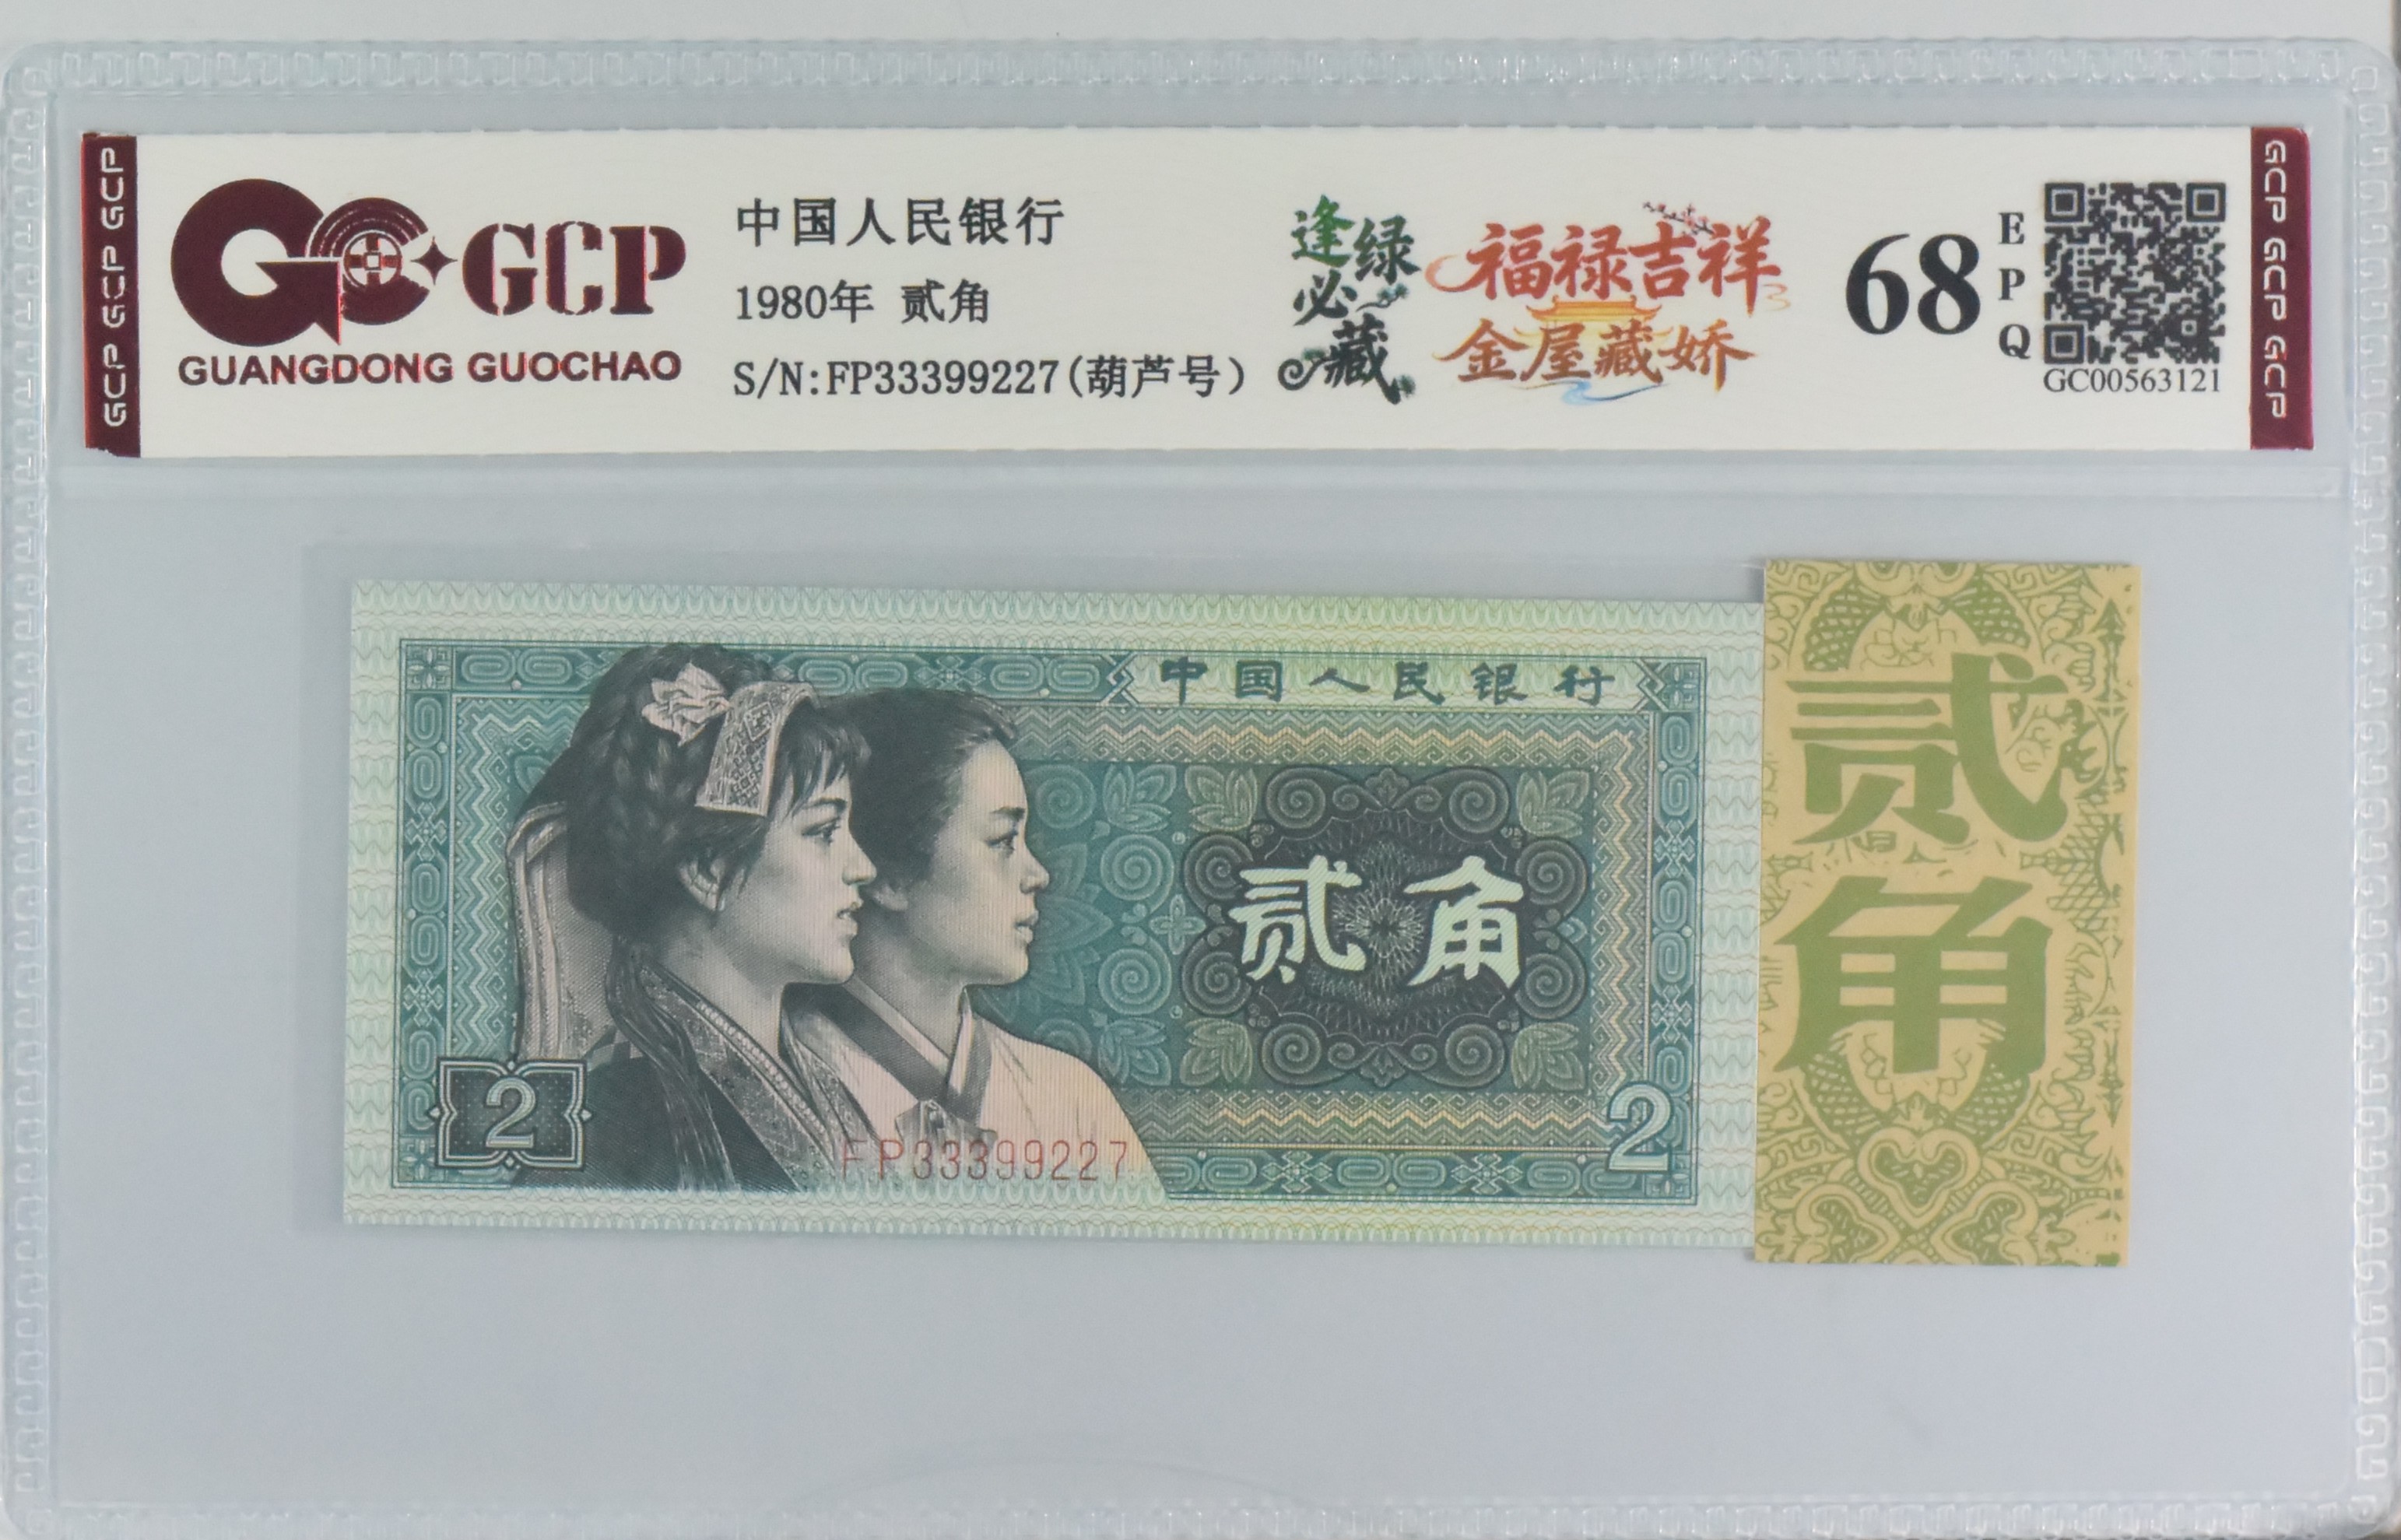 GCP GCP GCP
GCP
GUANGDONG GUOCHAO
中国人民银行
1980年 贰角
S/N:FP33399227(葫芦号)
逢绿
必藏
福禄吉祥
金屋藏娇
68
E
P
Q
GC00563121
GCP GCP GCP
中国人民银行
贰角
2
2
FP33399227
贰
角